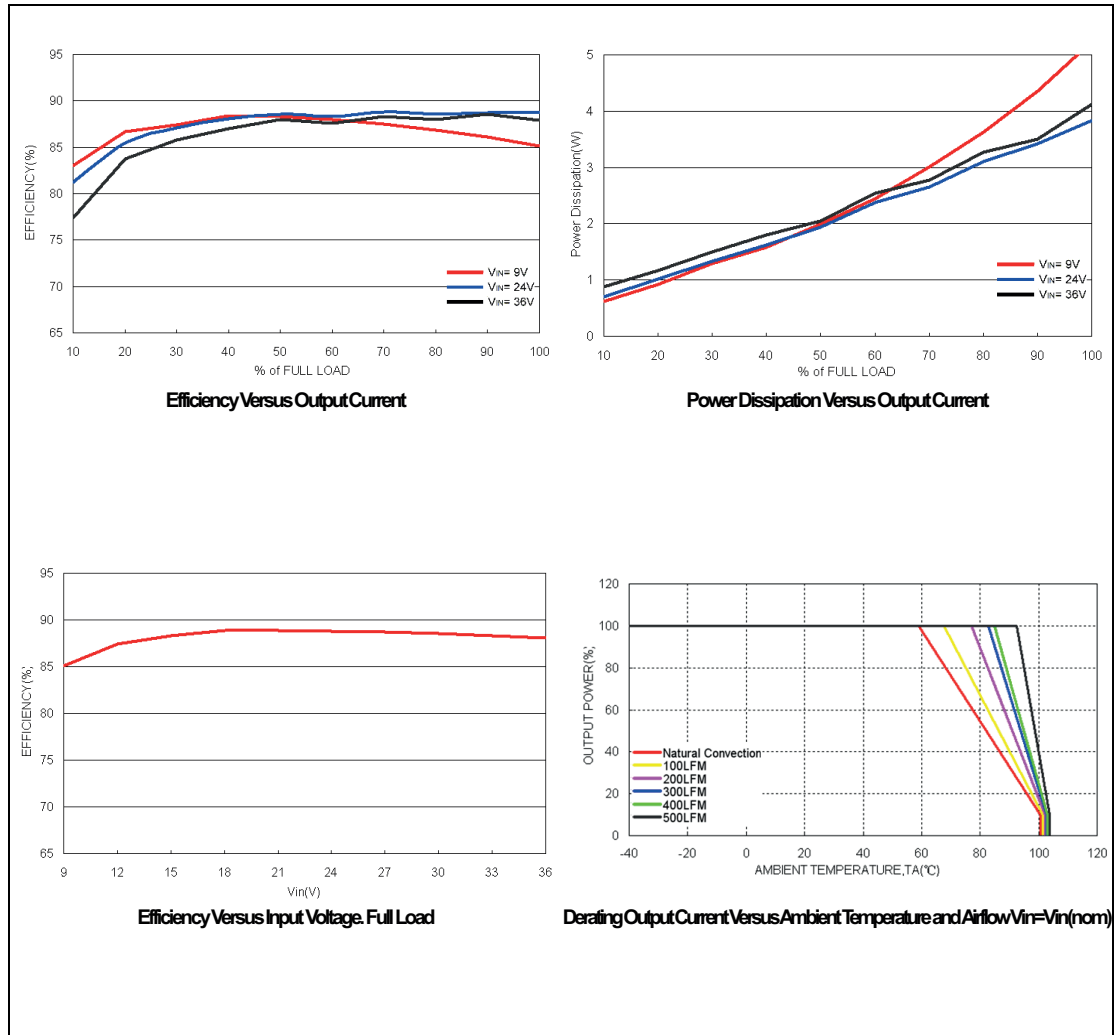 95
90
85
80
75
70
65
EFFICIENCY(%)
VIN= 9V
VIN= 24V
VIN= 36V
10 20 30 40 50 60 70 80 90 100
% of FULL LOAD
Efficiency Versus Output Current
5
4
3
2
1
0
Power Dissipation(W)
VIN= 9V
VIN= 24V
VIN= 36V
10 20 30 40 50 60 70 80 90 100
% of FULL LOAD
Power Dissipation Versus Output Current
95
90
85
80
75
70
65
EFFICIENCY(%;
9 12 15 18 21 24 27 30 33 36
Vin(V)
Efficiency Versus Input Voltage. Full Load
120
100
80
60
40
20
0
OUTPUT POWER(%;
Natural Convection
100LFM
200LFM
300LFM
400LFM
500LFM
-40 -20 0 20 40 60 80 100 120
AMBIENT TEMPERATURE,TA(℃)
Derating Output Current Versus Ambient Temperature and Airflow Vin=Vin(nom)